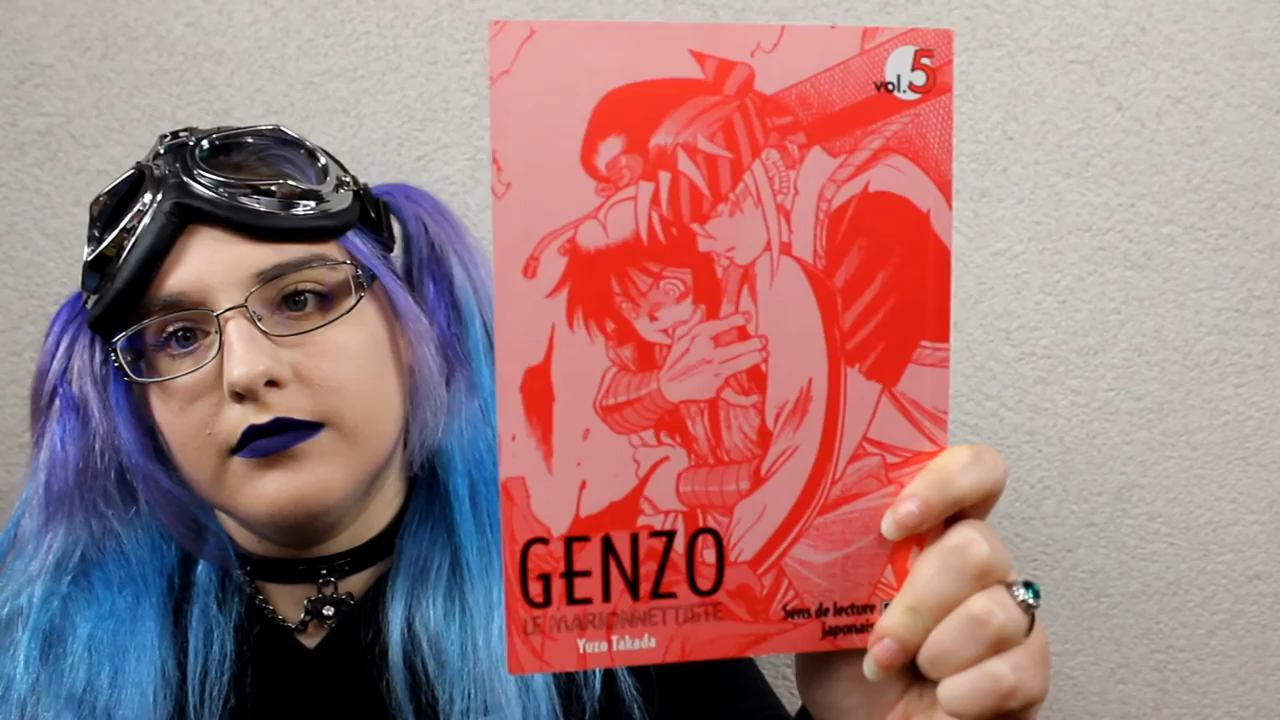 vol.5
GENZO
LE MARIONNETTISTE
Yuzo Takada
Sens de lecture
japonais